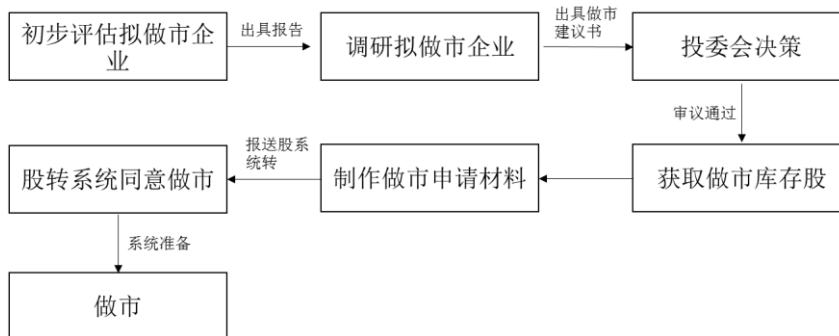 初步评估拟做市企
业
出具报告
调研拟做市企业
出具做市
建议书
投委会决策
审议通过
获取做市库存股
制作做市申请材料
报送股系
统转
股转系统同意做市
系统准备
做市